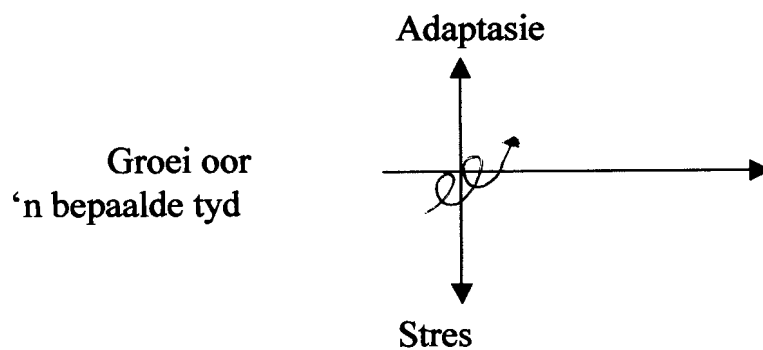 Adaptasie
Groei oor
‘n bepaalde tyd
Stres